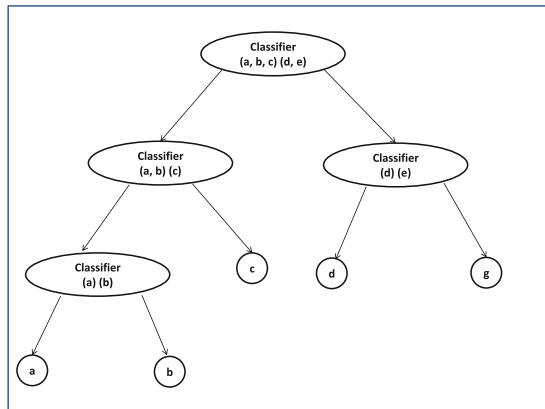 Classifier
(a, b, c) (d, e)
Classifier
(a, b) (c)
Classifier
(d) (e)
Classifier
(a) (b)
c
d
g
a
b